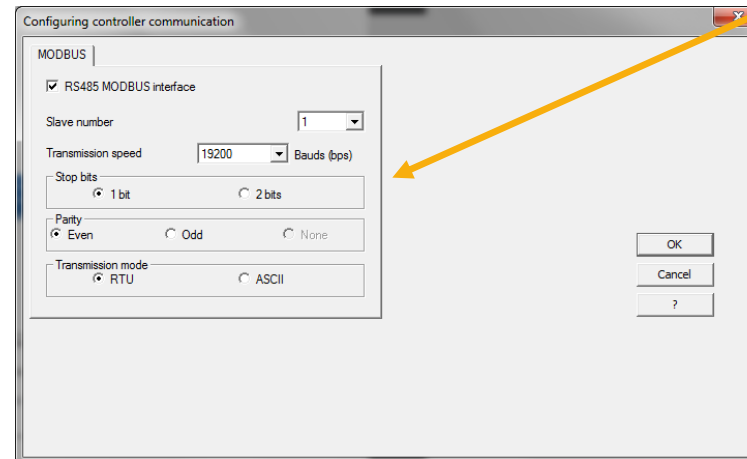 Configuring controller communication
MODBUS
RS485 MODBUS interface
Slave number 1
Transmission speed 19200 Bauds (bps)
Stop bits
1 bit 2 bits
Parity
Even Odd None
Transmission mode
RTU ASCII
OK
Cancel
?